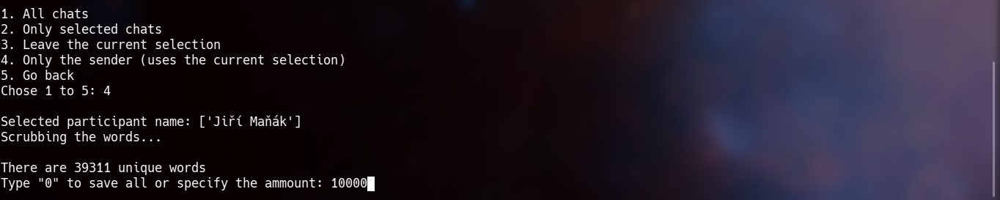 1. All chats
2. Only selected chats
3. Leave the current selection
4. Only the sender (uses the current selection)
5. Go back
Chose 1 to 5: 4
Selected participant name: ['Jiří Maňák']
Scrubbing the words...
There are 39311 unique words
Type "0" to save all or specify the ammount: 10000